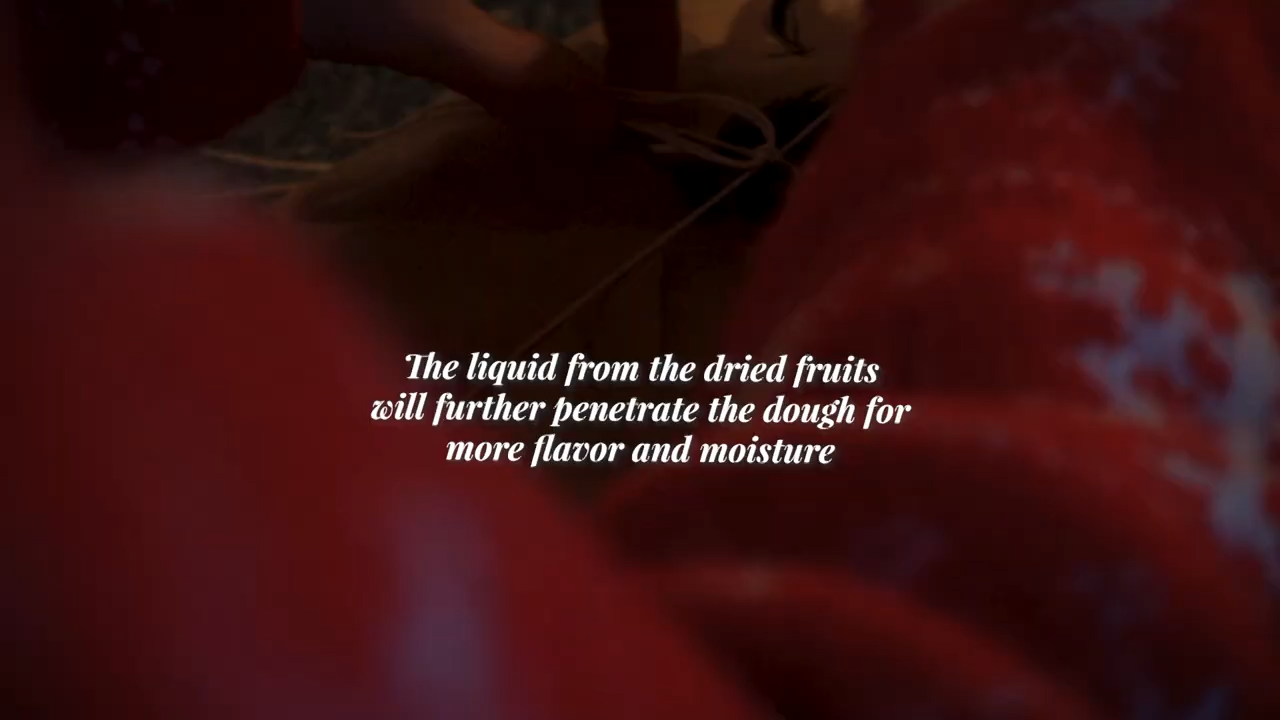 The liquid from the dried fruits
will further penetrate the dough for
more flavor and moisture